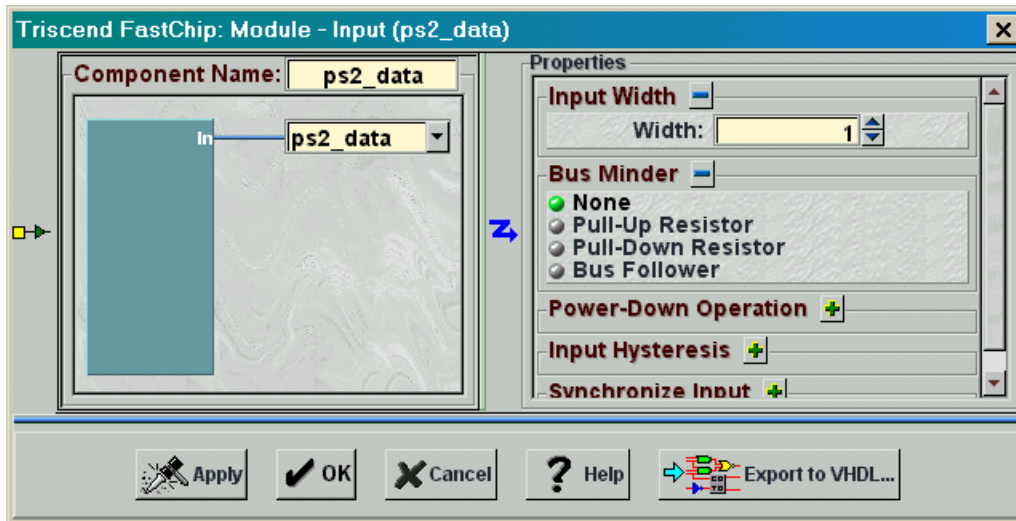 Triscend FastChip: Module - Input (ps2_data)
Component Name: ps2_data
In
ps2_data
Properties
Input Width
Width: 1
Bus Minder
None
Pull-Up Resistor
Pull-Down Resistor
Bus Follower
Power-Down Operation
Input Hysteresis
Synchronize Input
Apply
OK
Cancel
Help
Export to VHDL...